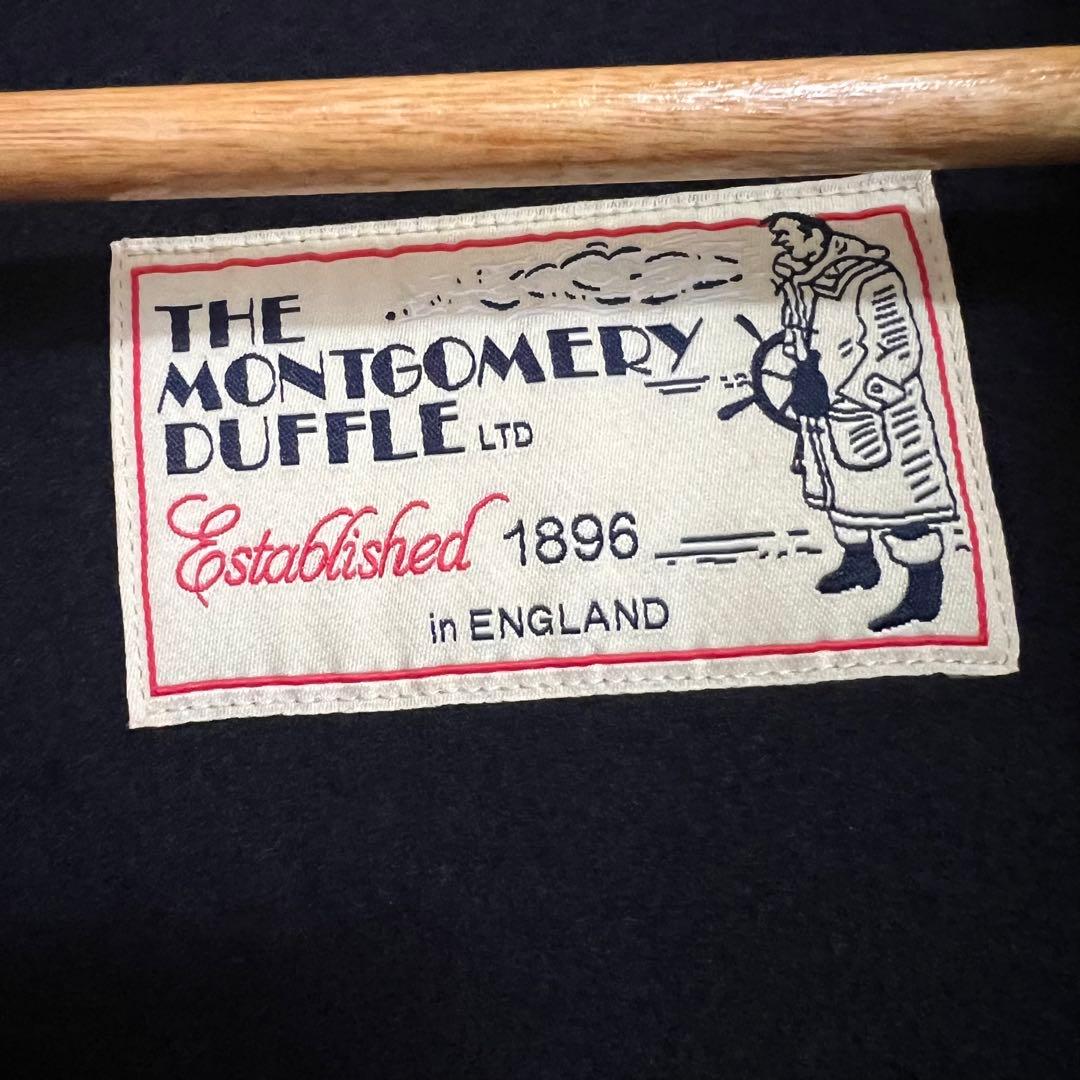 THE
MONTGOMERY
DUFFLE LTD
Established 1896
in ENGLAND